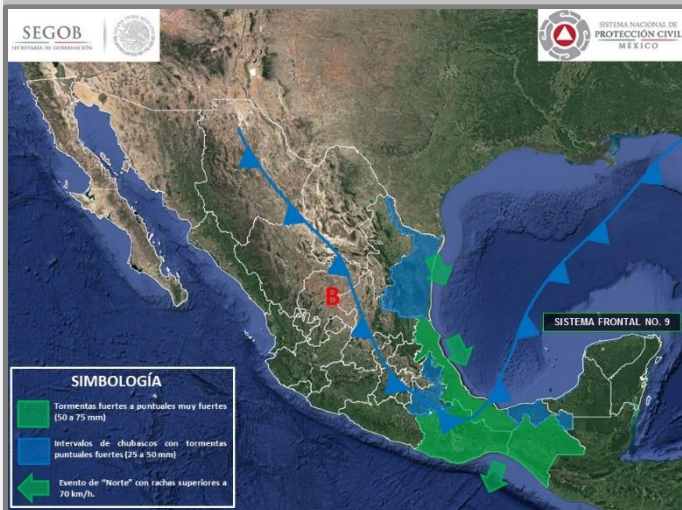 SEGOB
SECRETARÍA DE GOBERNACIÓN
SISTEMA NACIONAL DE
PROTECCIÓN CIVIL
MÉXICO
B
SISTEMA FRONTAL NO. 9
SIMBOLOGÍA
Tormentas fuertes a puntuales muy fuertes
(50 a 75 mm)
Intervalos de chubascos con tormentas
puntuales fuertes (25 a 50 mm)
Evento de "Norte" con rachas superiores a
70 km/h.